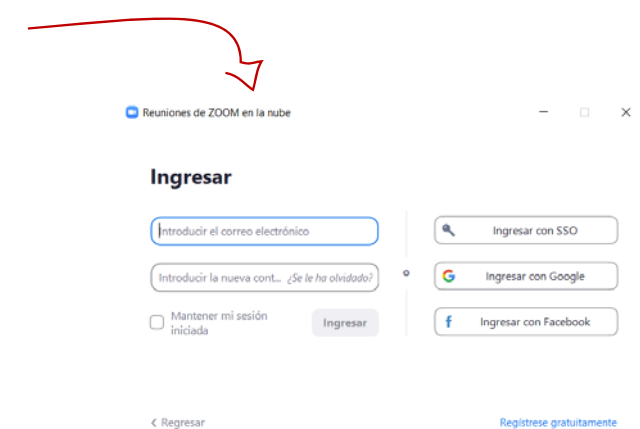 Reuniones de ZOOM en la nube
Ingresar
Introducir el correo electrónico
Introducir la nueva cont... ¿Se le ha olvidado?
Mantener mi sesión
iniciada
Ingresar
o
Ingresar con SSO
Ingresar con Google
Ingresar con Facebook
Regresar
Regístrese gratuitamente